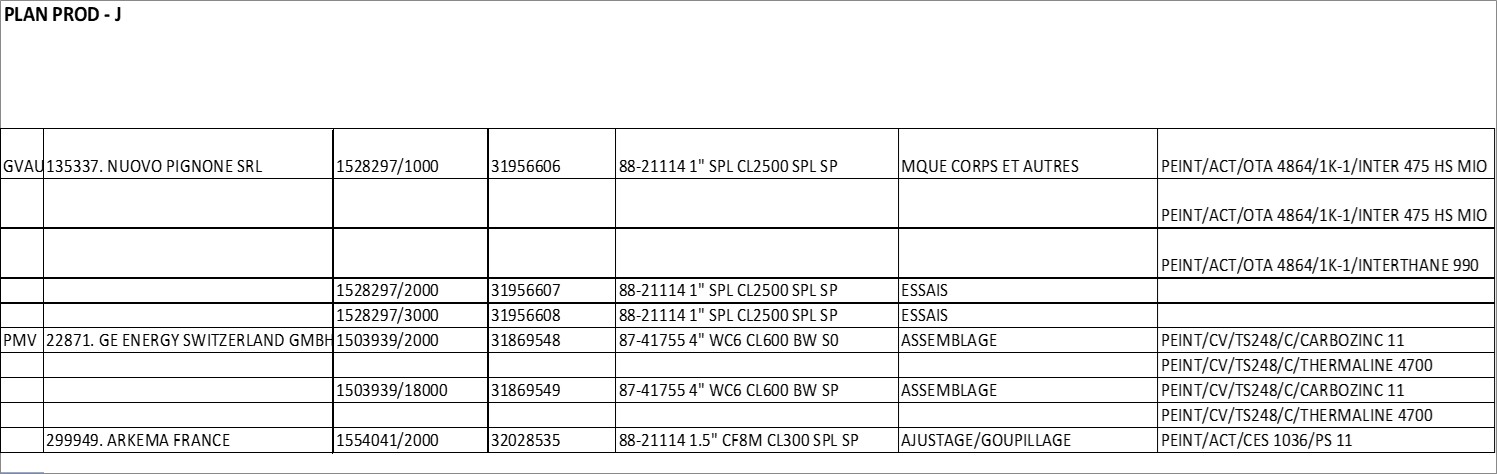 PLAN PROD - J
GVAU 135337. NUOVO PIGNONE SRL 1528297/1000 31956606 88-21114 1" SPL CL2500 SPL SP MQUE CORPS ET AUTRES PEINT/ACT/OTA 4864/1K-1/INTER 475 HS MIO
PEINT/ACT/OTA 4864/1K-1/INTER 475 HS MIO
PEINT/ACT/OTA 4864/1K-1/INTERTHANE 990
1528297/2000 31956607 88-21114 1" SPL CL2500 SPL SP ESSAIS
1528297/3000 31956608 88-21114 1" SPL CL2500 SPL SP ESSAIS
PMV 22871. GE ENERGY SWITZERLAND GMBH 1503939/2000 31869548 87-41755 4" WC6 CL600 BW S0 ASSEMBLAGE PEINT/CV/TS248/C/CARBOZINC 11
PEINT/CV/TS248/C/THERMALINE 4700
1503939/18000 31869549 87-41755 4" WC6 CL600 BW SP ASSEMBLAGE PEINT/CV/TS248/C/CARBOZINC 11
PEINT/CV/TS248/C/THERMALINE 4700
299949. ARKEMA FRANCE 1554041/2000 32028535 88-21114 1.5" CF8M CL300 SPL SP AJUSTAGE/GOUPILLAGE PEINT/ACT/CES 1036/PS 11